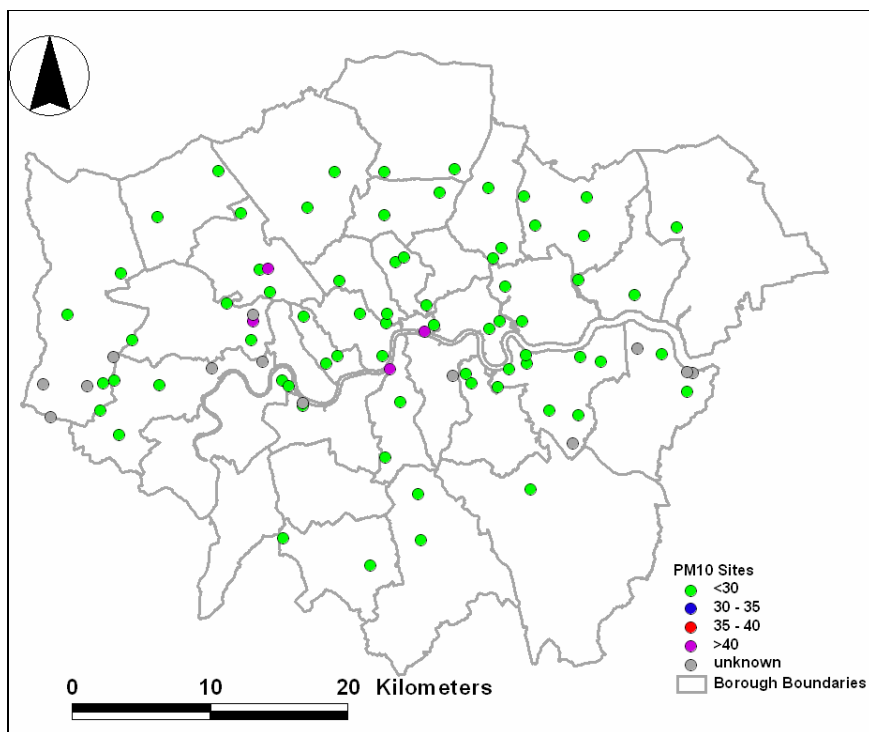 PM10 Sites
<30
30 - 35
35 - 40
>40
unknown
Borough Boundaries
0 10 20 Kilometers